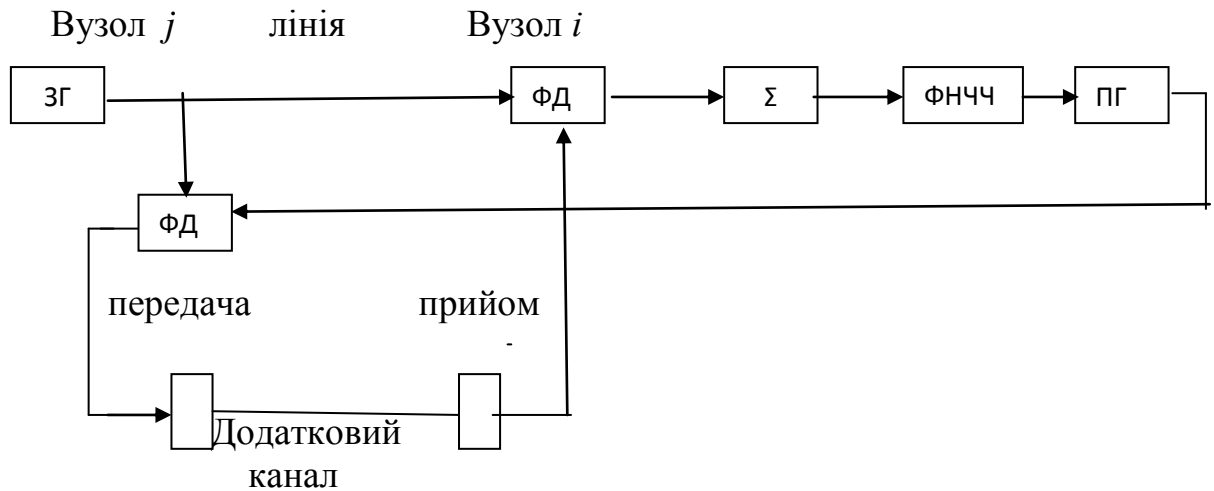 Вузол j лінія Вузол i
ЗГ ФД Σ ФНЧЧ ПГ
ФД
передача прийом
-
Додатковий
канал